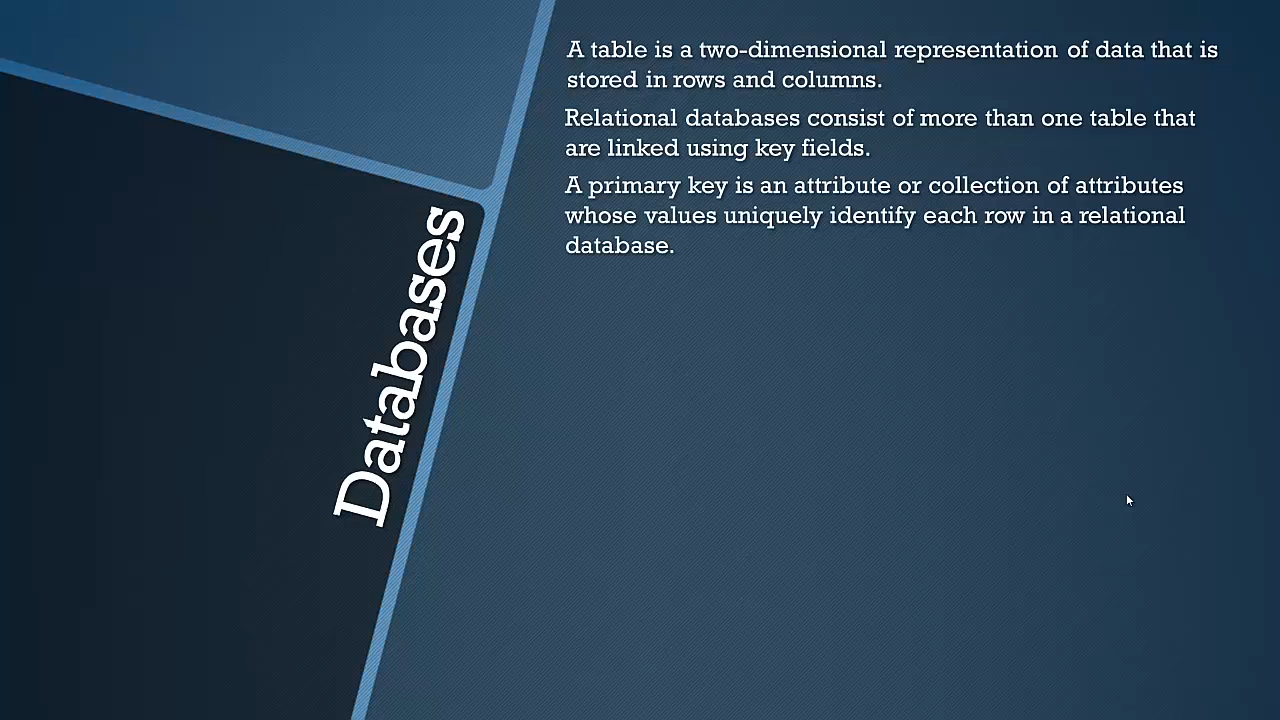 Databases
A table is a two-dimensional representation of data that is
stored in rows and columns.
Relational databases consist of more than one table that
are linked using key fields.
A primary key is an attribute or collection of attributes
whose values uniquely identify each row in a relational
database.